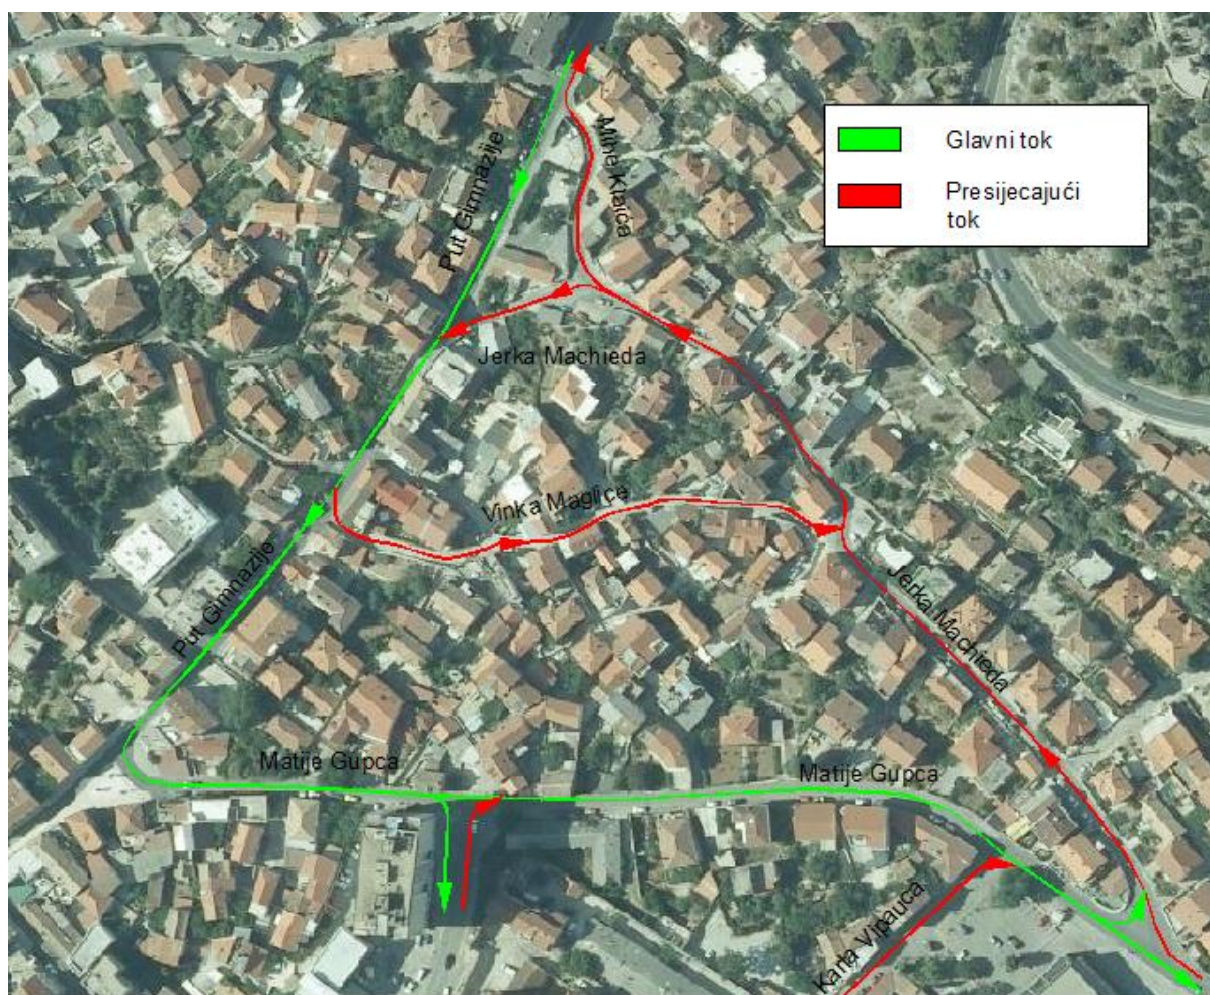 Mihe Klaića
Put Gimnazije
Glavni tok
Presijecajući
tok
Jerka Machieda
Vinka Maglice
Put Gimnazije
Jerka Machieda
Matije Gupca
Matije Gupca
Karla Vipauca